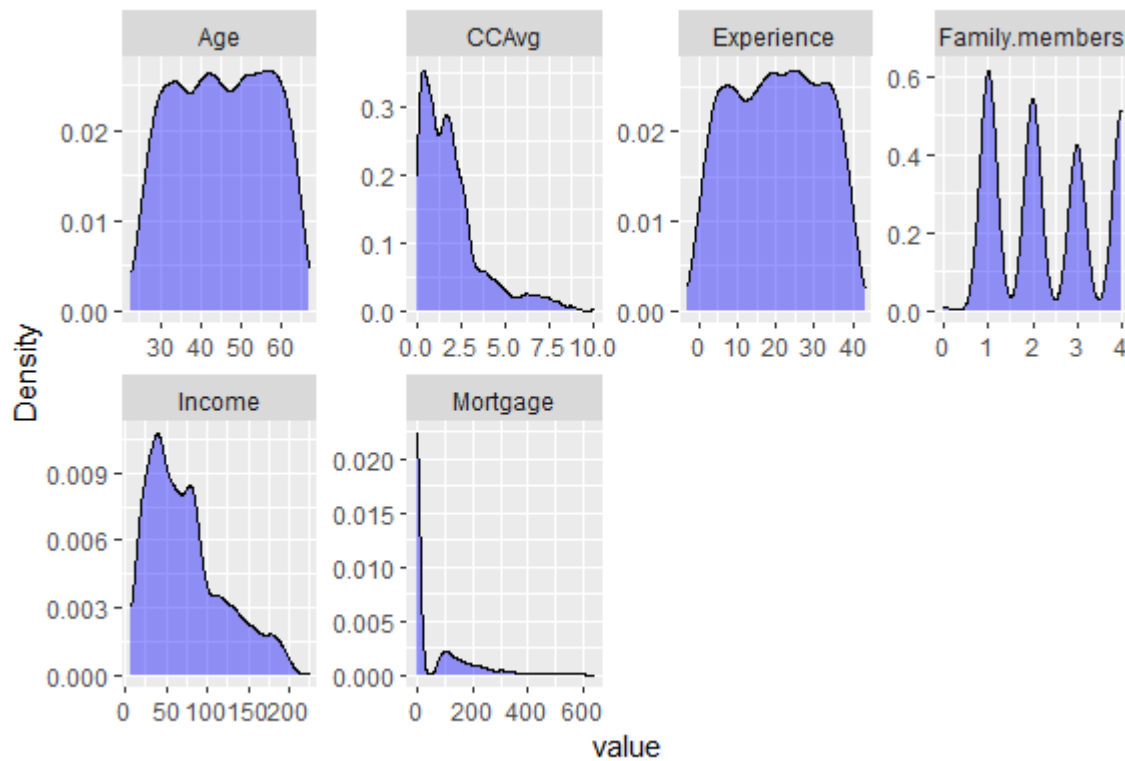 Age
CCAvg
Experience
Family.members
0.02
0.01
0.00
30 40 50 60
0.3
0.2
0.1
0.0
0.0 2.5 5.0 7.5 10.0
0.02
0.01
0.00
0 10 20 30 40
0.6
0.4
0.2
0.0
0 1 2 3 4
Density
Income
Mortgage
0.009
0.006
0.003
0.000
0 50 100 150 200
0.020
0.015
0.010
0.005
0.000
0 200 400 600
value